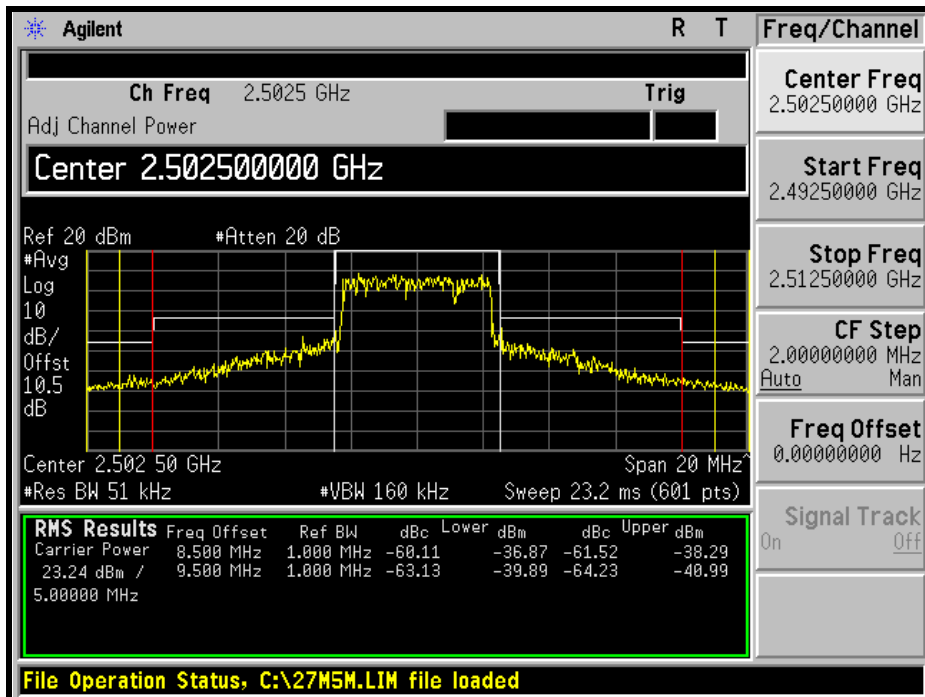 Agilent R T
Ch Freq 2.5025 GHz Trig
Adj Channel Power
Center 2.502500000 GHz
Ref 20 dBm #Atten 20 dB
#Avg
Log
10
dB/
Offst
10.5
dB
Center 2.502 50 GHz Span 20 MHz^
#Res BW 51 kHz #VBW 160 kHz Sweep 23.2 ms (601 pts)
RMS Results Freq Offset Ref BW dBc Lower dBm dBc Upper dBm
Carrier Power 8.500 MHz 1.000 MHz -60.11 -36.87 -61.52 -38.29
23.24 dBm / 9.500 MHz 1.000 MHz -63.13 -39.89 -64.23 -40.99
5.00000 MHz
File Operation Status, C:\27M5M.LIM file loaded
Freq/Channel
Center Freq
2.50250000 GHz
Start Freq
2.49250000 GHz
Stop Freq
2.51250000 GHz
CF Step
2.00000000 MHz
Auto Man
Freq Offset
0.00000000 Hz
Signal Track
On Off